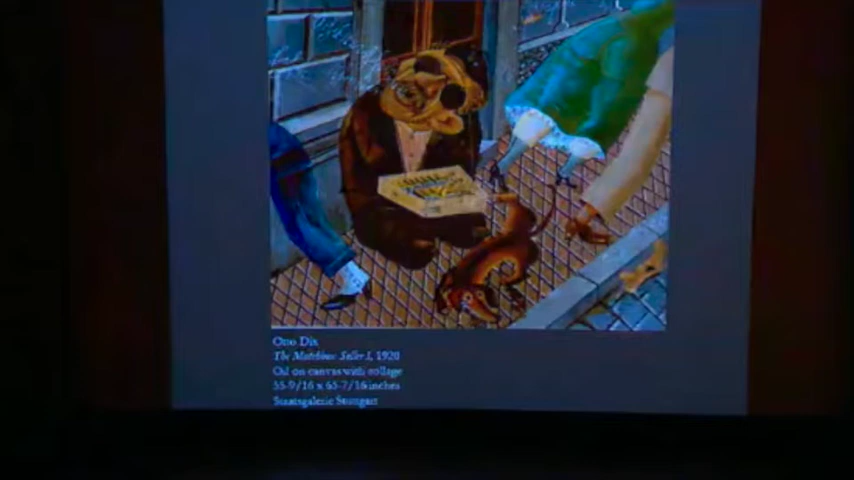 Otto Dix
The Matchbox Seller I, 1920
Oil on canvas with collage
55-9/16 x 65-7/16 inches
Staatsgalerie Stuttgart